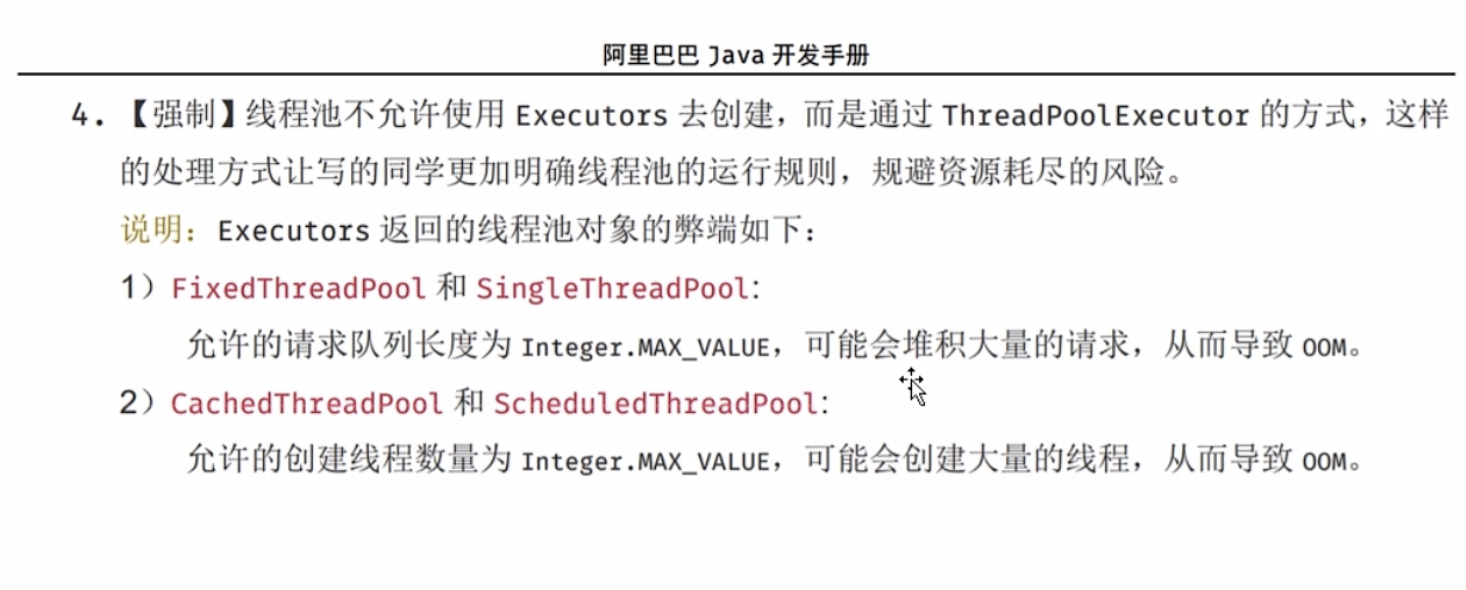 阿里巴巴 Java 开发手册
4. 【强制】线程池不允许使用 Executors 去创建，而是通过 ThreadPoolExecutor 的方式，这样
的处理方式让写的同学更加明确线程池的运行规则，规避资源耗尽的风险。
说明：Executors 返回的线程池对象的弊端如下：
1）FixedThreadPool 和 SingleThreadPool:
允许的请求队列长度为 Integer.MAX_VALUE，可能会堆积大量的请求，从而导致 OOM。
2）CachedThreadPool 和 ScheduledThreadPool:
允许的创建线程数量为 Integer.MAX_VALUE，可能会创建大量的线程，从而导致 OOM。